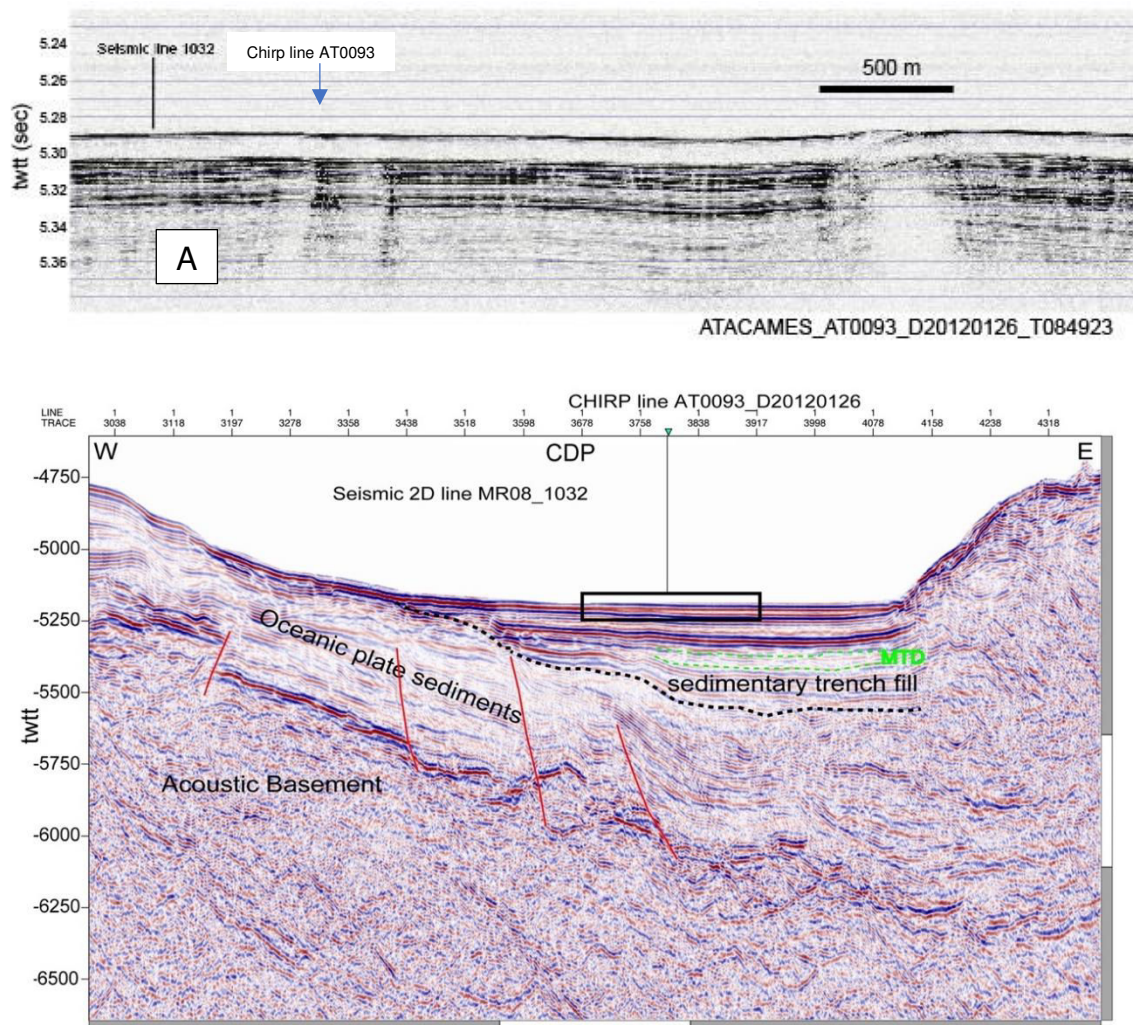 5.24
5.26
5.28
5.30
5.32
5.34
5.36
twtt (sec)
Seismic line 1032
Chirp line AT0093
500 m
A
ATACAMES_AT0093_D20120126_T084923
CHIRP line AT0093_D20120126
LINE 1 1 1 1 1 1 1 1 1 1 1 1 1 1 1 1 1
TRACE 3038 3118 3197 3278 3358 3438 3518 3598 3678 3758 3838 3917 3998 4078 4158 4238 4318
W CDP E
Seismic 2D line MR08_1032
-4750
-5000
-5250
-5500
-5750
-6000
-6250
-6500
twtt
Oceanic plate sediments
MTD
sedimentary trench fill
Acoustic Basement